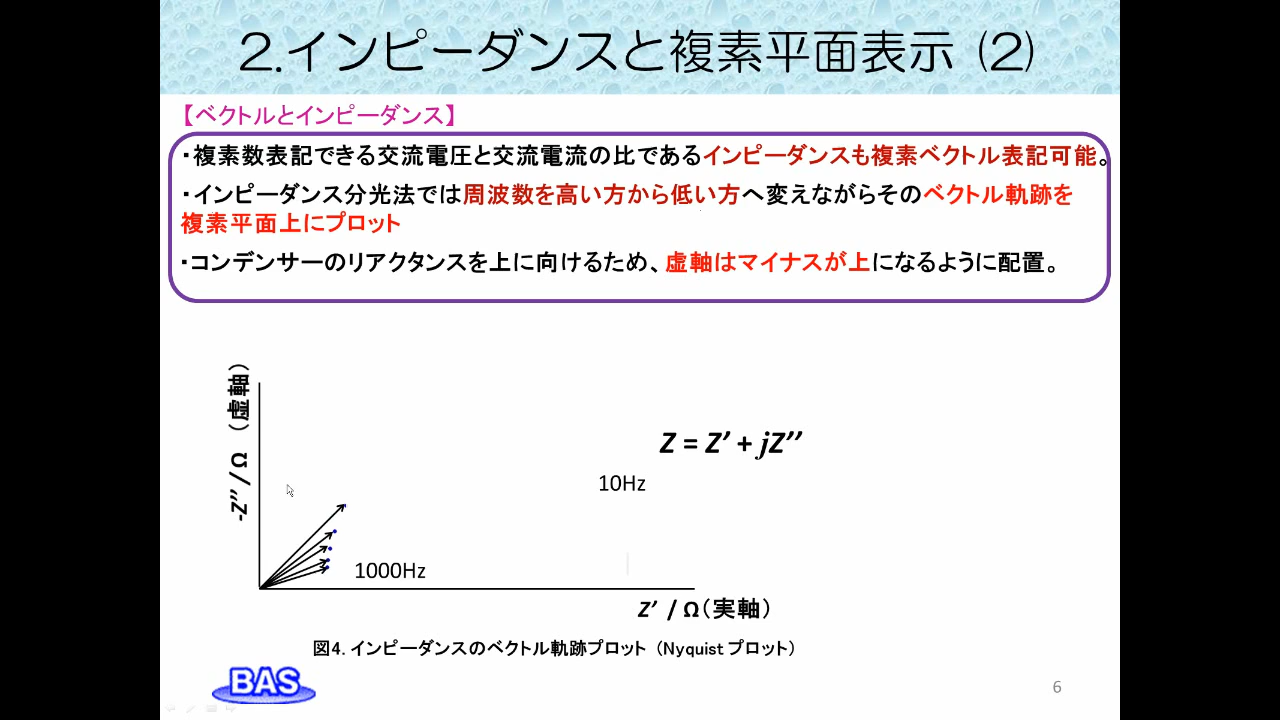 2.インピーダンスと複素平面表示 (2)
【ベクトルとインピーダンス】
・複素数表記できる交流電圧と交流電流の比であるインピーダンスも複素ベクトル表記可能。
・インピーダンス分光法では周波数を高い方から低い方へ変えながらそのベクトル軌跡を
複素平面上にプロット
・コンデンサーのリアクタンスを上に向けるため、虚軸はマイナスが上になるように配置。
-Z’’ / Ω (虚軸)
Z = Z’ + jZ’’
10Hz
1000Hz
Z’ / Ω(実軸)
図4. インピーダンスのベクトル軌跡プロット (Nyquist プロット)
BAS
6